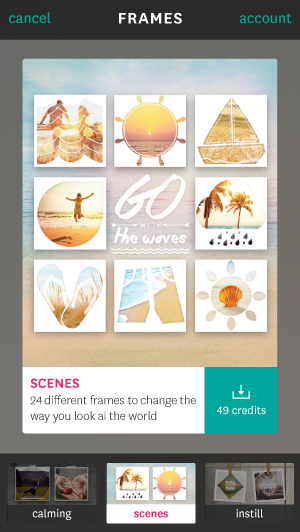 cancel
FRAMES
account
GO
WITH
the waves
SCENES
24 different frames to change the
way you look ai the world
49 credits
calming
scenes
instill